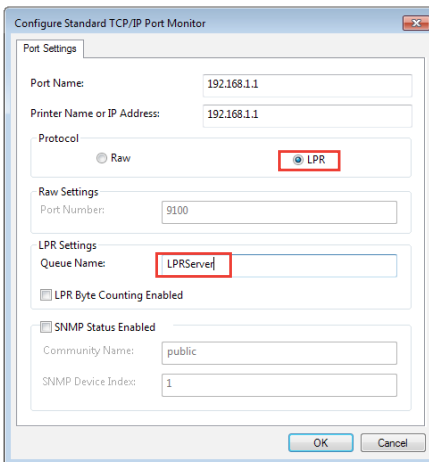 Configure Standard TCP/IP Port Monitor
Port Settings
Port Name: 192.168.1.1
Printer Name or IP Address: 192.168.1.1
Protocol
Raw LPR
Raw Settings
Port Number: 9100
LPR Settings
Queue Name: LPRServer
LPR Byte Counting Enabled
SNMP Status Enabled
Community Name: public
SNMP Device Index: 1
OK Cancel